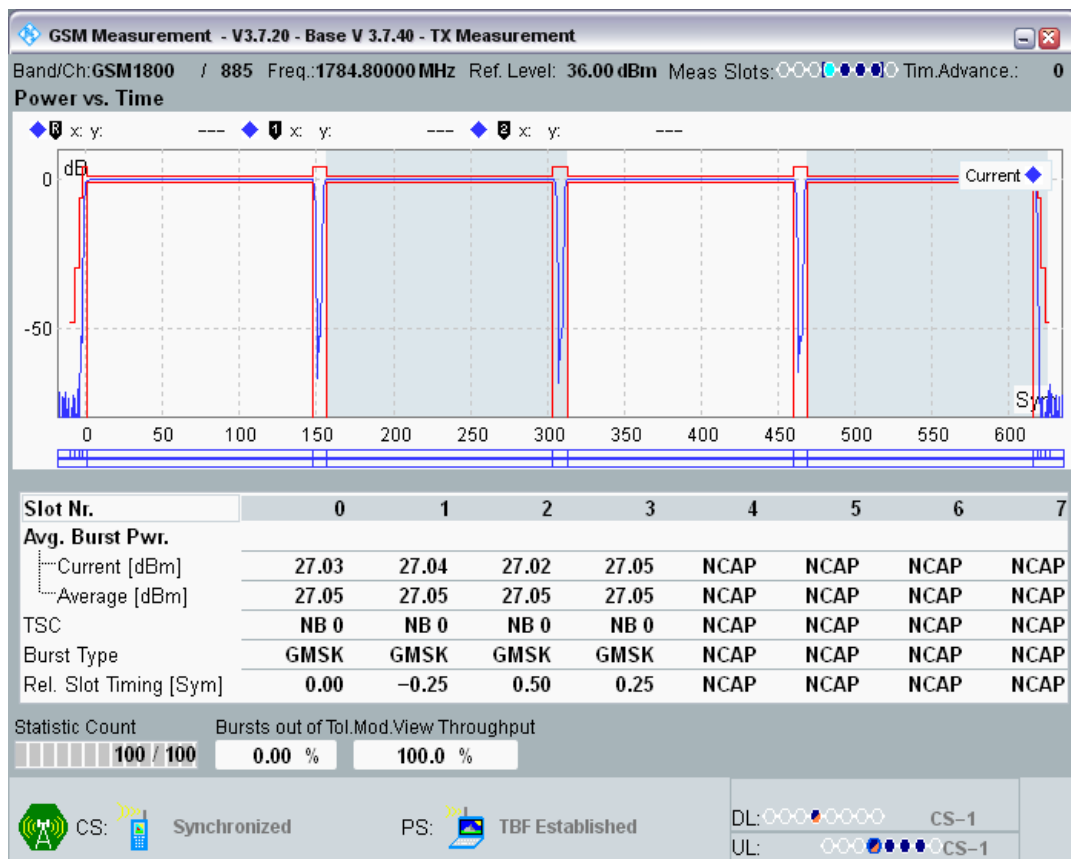 GSM Measurement - V3.7.20 - Base V 3.7.40 - TX Measurement
Band/Ch:GSM1800 / 885 Freq.:1784.80000 MHz Ref. Level: 36.00 dBm Meas Slots: Tim.Advance.: 0
Power vs. Time
R x: y: --- 1 x: y: --- 2 x: y: ---
dB
Current
0
-50
Sym
0 50 100 150 200 250 300 350 400 450 500 550 600
Slot Nr. 0 1 2 3 4 5 6 7
Avg. Burst Pwr.
Current [dBm] 27.03 27.04 27.02 27.05 NCAP NCAP NCAP NCAP
Average [dBm] 27.05 27.05 27.05 27.05 NCAP NCAP NCAP NCAP
TSC NB 0 NB 0 NB 0 NB 0 NCAP NCAP NCAP NCAP
Burst Type GMSK GMSK GMSK GMSK NCAP NCAP NCAP NCAP
Rel. Slot Timing [Sym] 0.00 −0.25 0.50 0.25 NCAP NCAP NCAP NCAP
Statistic Count Bursts out of Tol.Mod.View Throughput
100 / 100 0.00 % 100.0 %
CS: Synchronized PS: TBF Established DL: CS−1
UL: CS−1